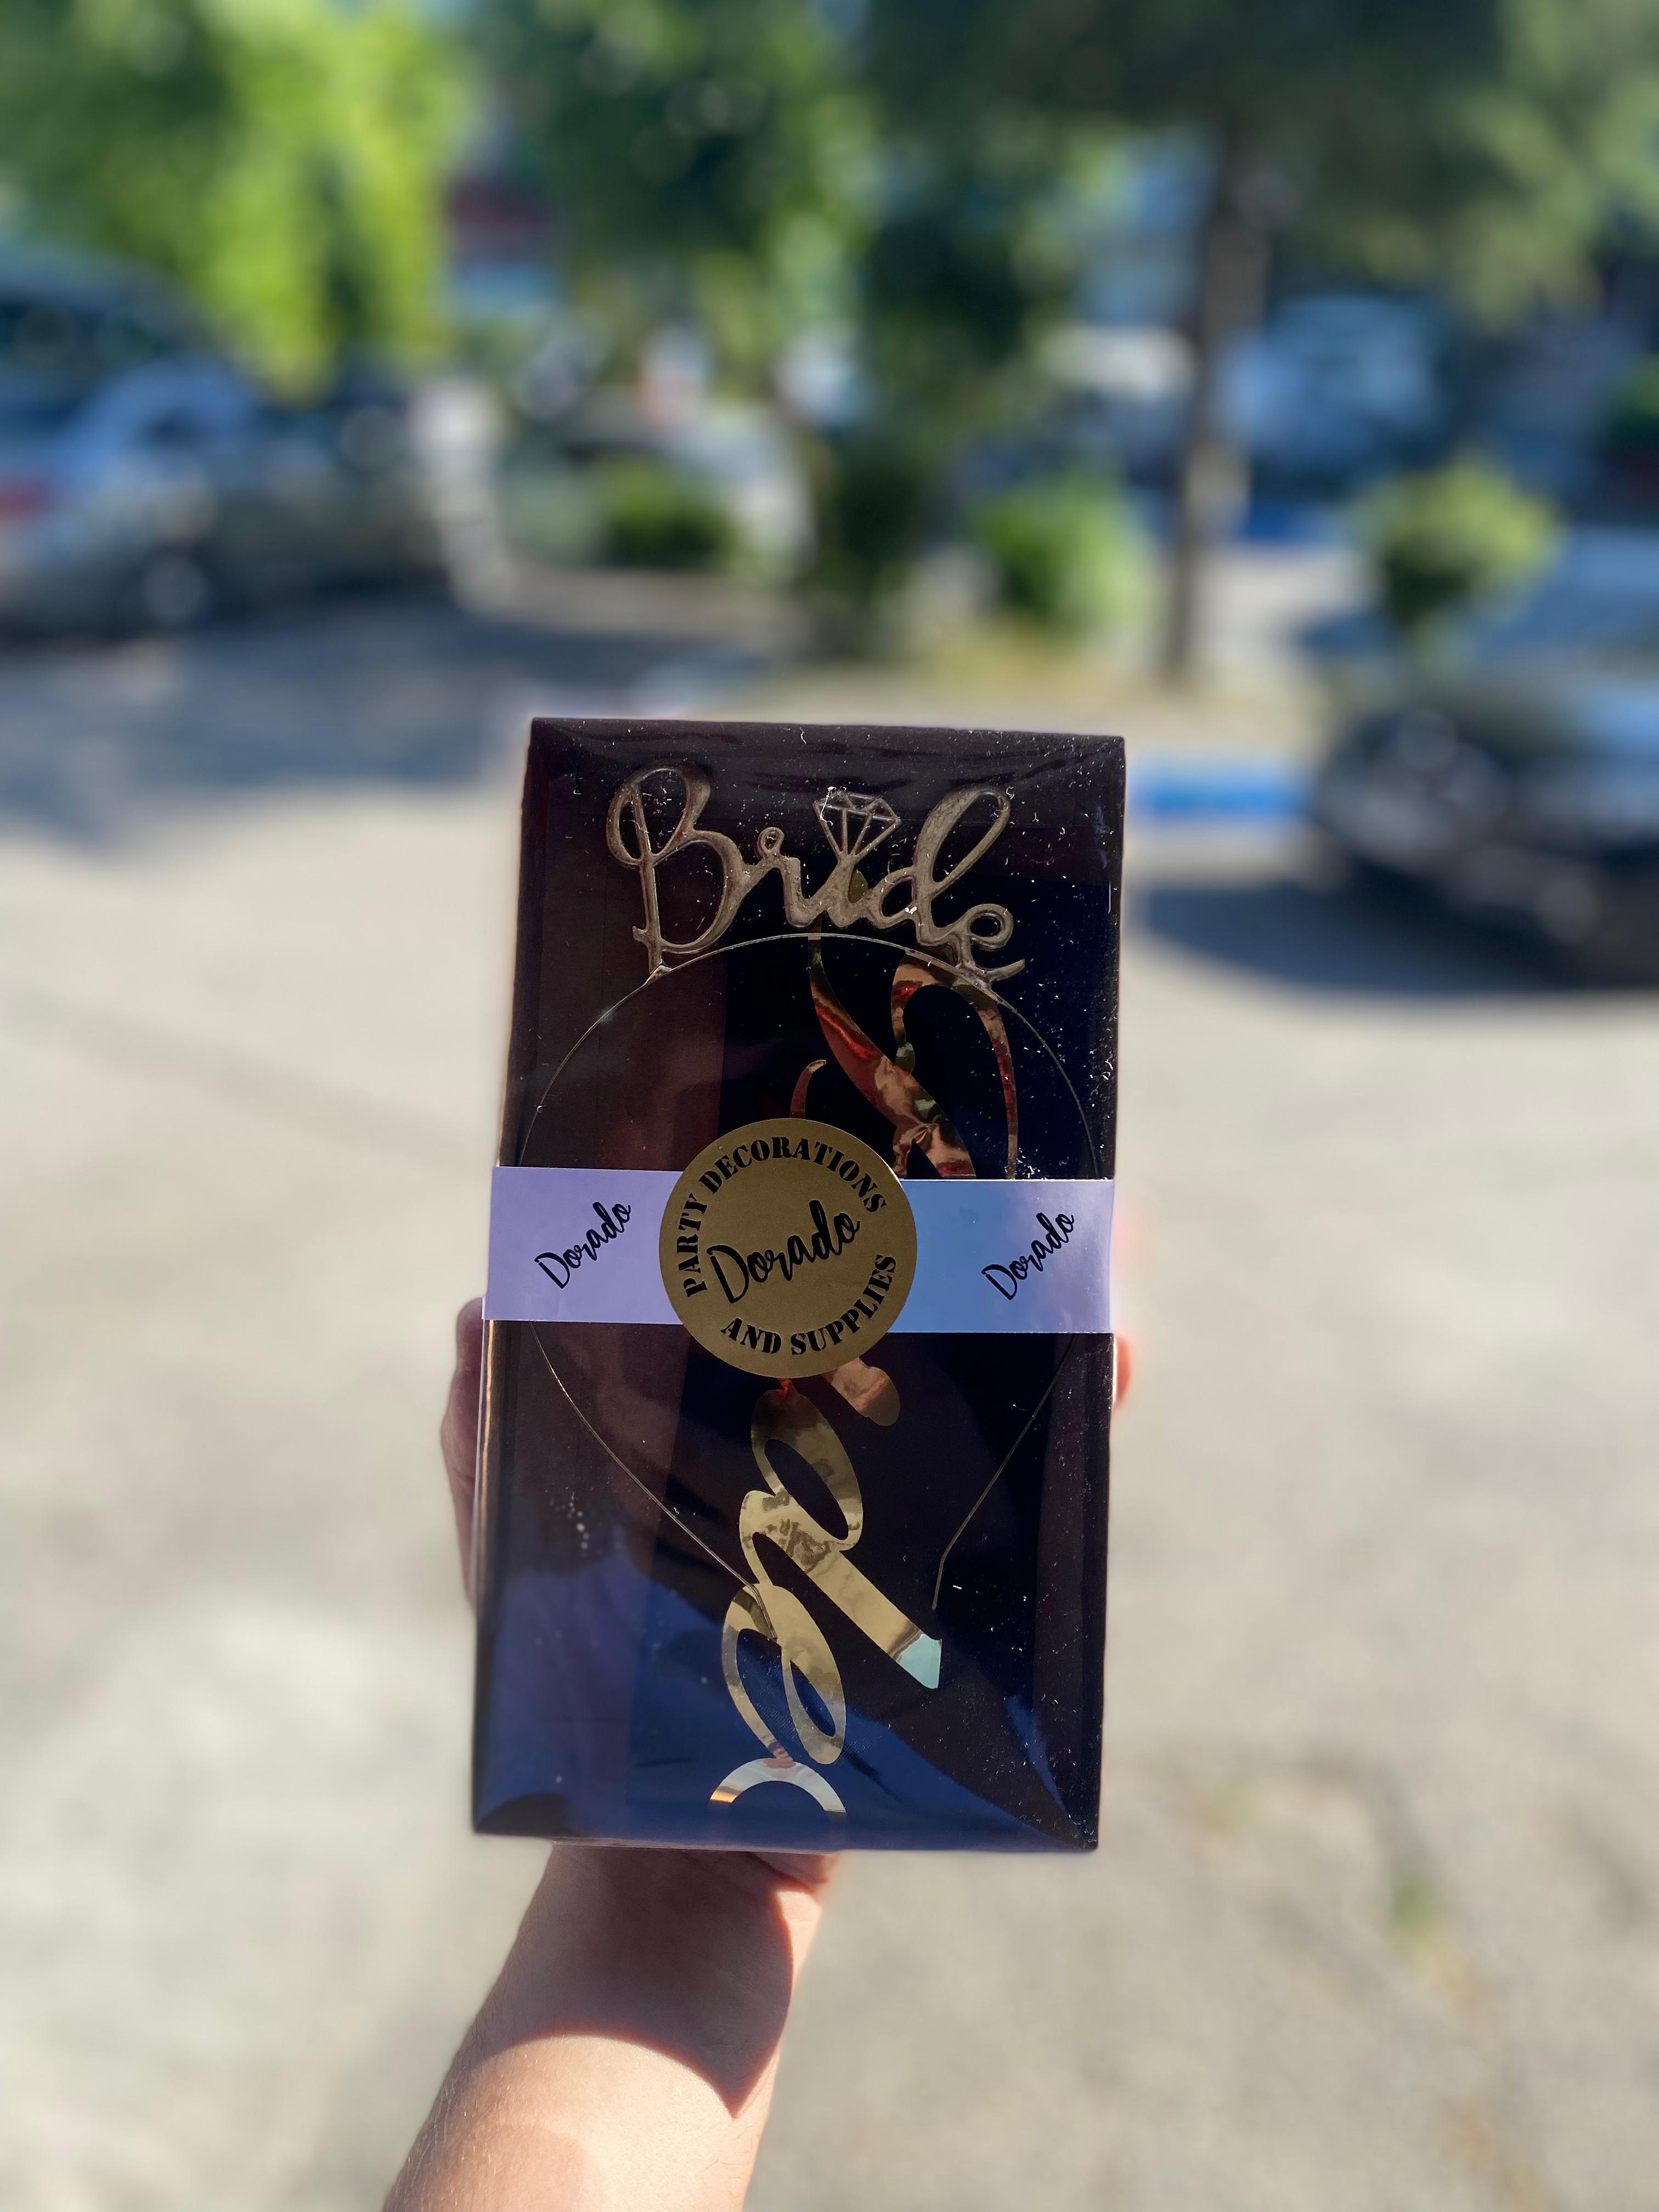 Bride
PARTY DECORATIONS
Dorado
Dorado
Dorado
AND SUPPLIES